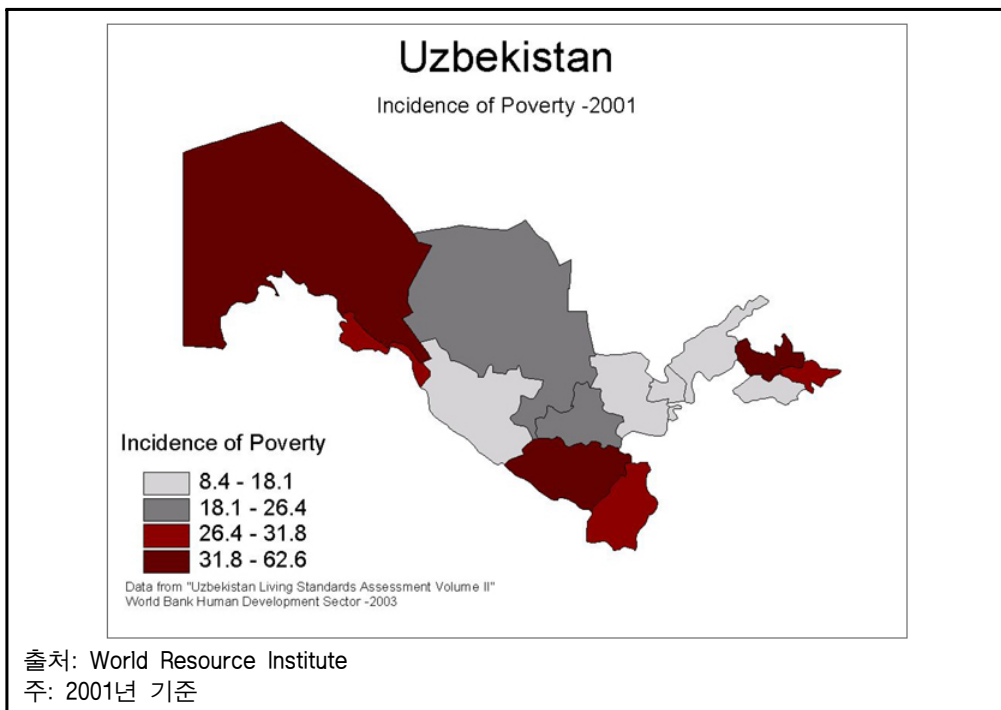 Uzbekistan
Incidence of Poverty -2001
Incidence of Poverty
8.4 - 18.1
18.1 - 26.4
26.4 - 31.8
31.8 - 62.6
Data from "Uzbekistan Living Standards Assessment Volume II"
World Bank Human Development Sector -2003
출처: World Resource Institute
주: 2001년 기준